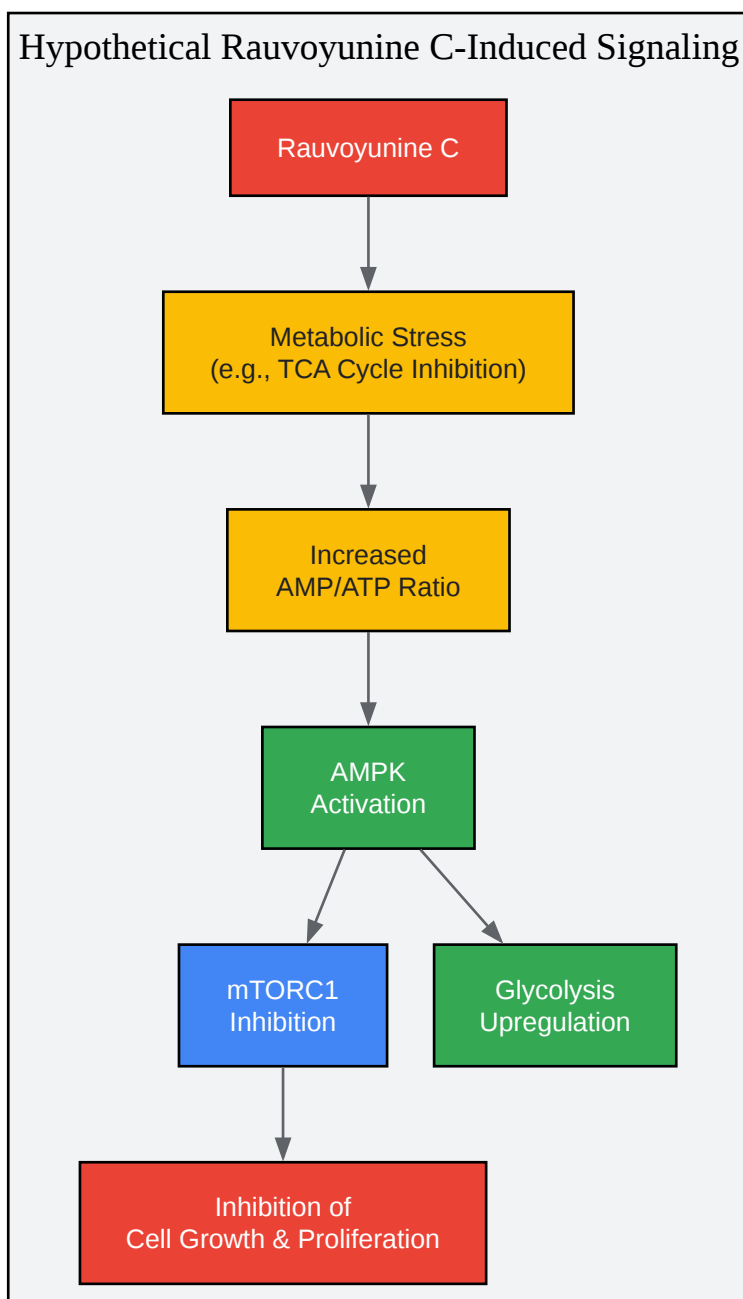 Hypothetical Rauvoyunine C-Induced Signaling
Rauvoyunine C
Metabolic Stress
(e.g., TCA Cycle Inhibition)
Increased
AMP/ATP Ratio
AMPK
Activation
mTORC1
Inhibition
Glycolysis
Upregulation
Inhibition of
Cell Growth & Proliferation